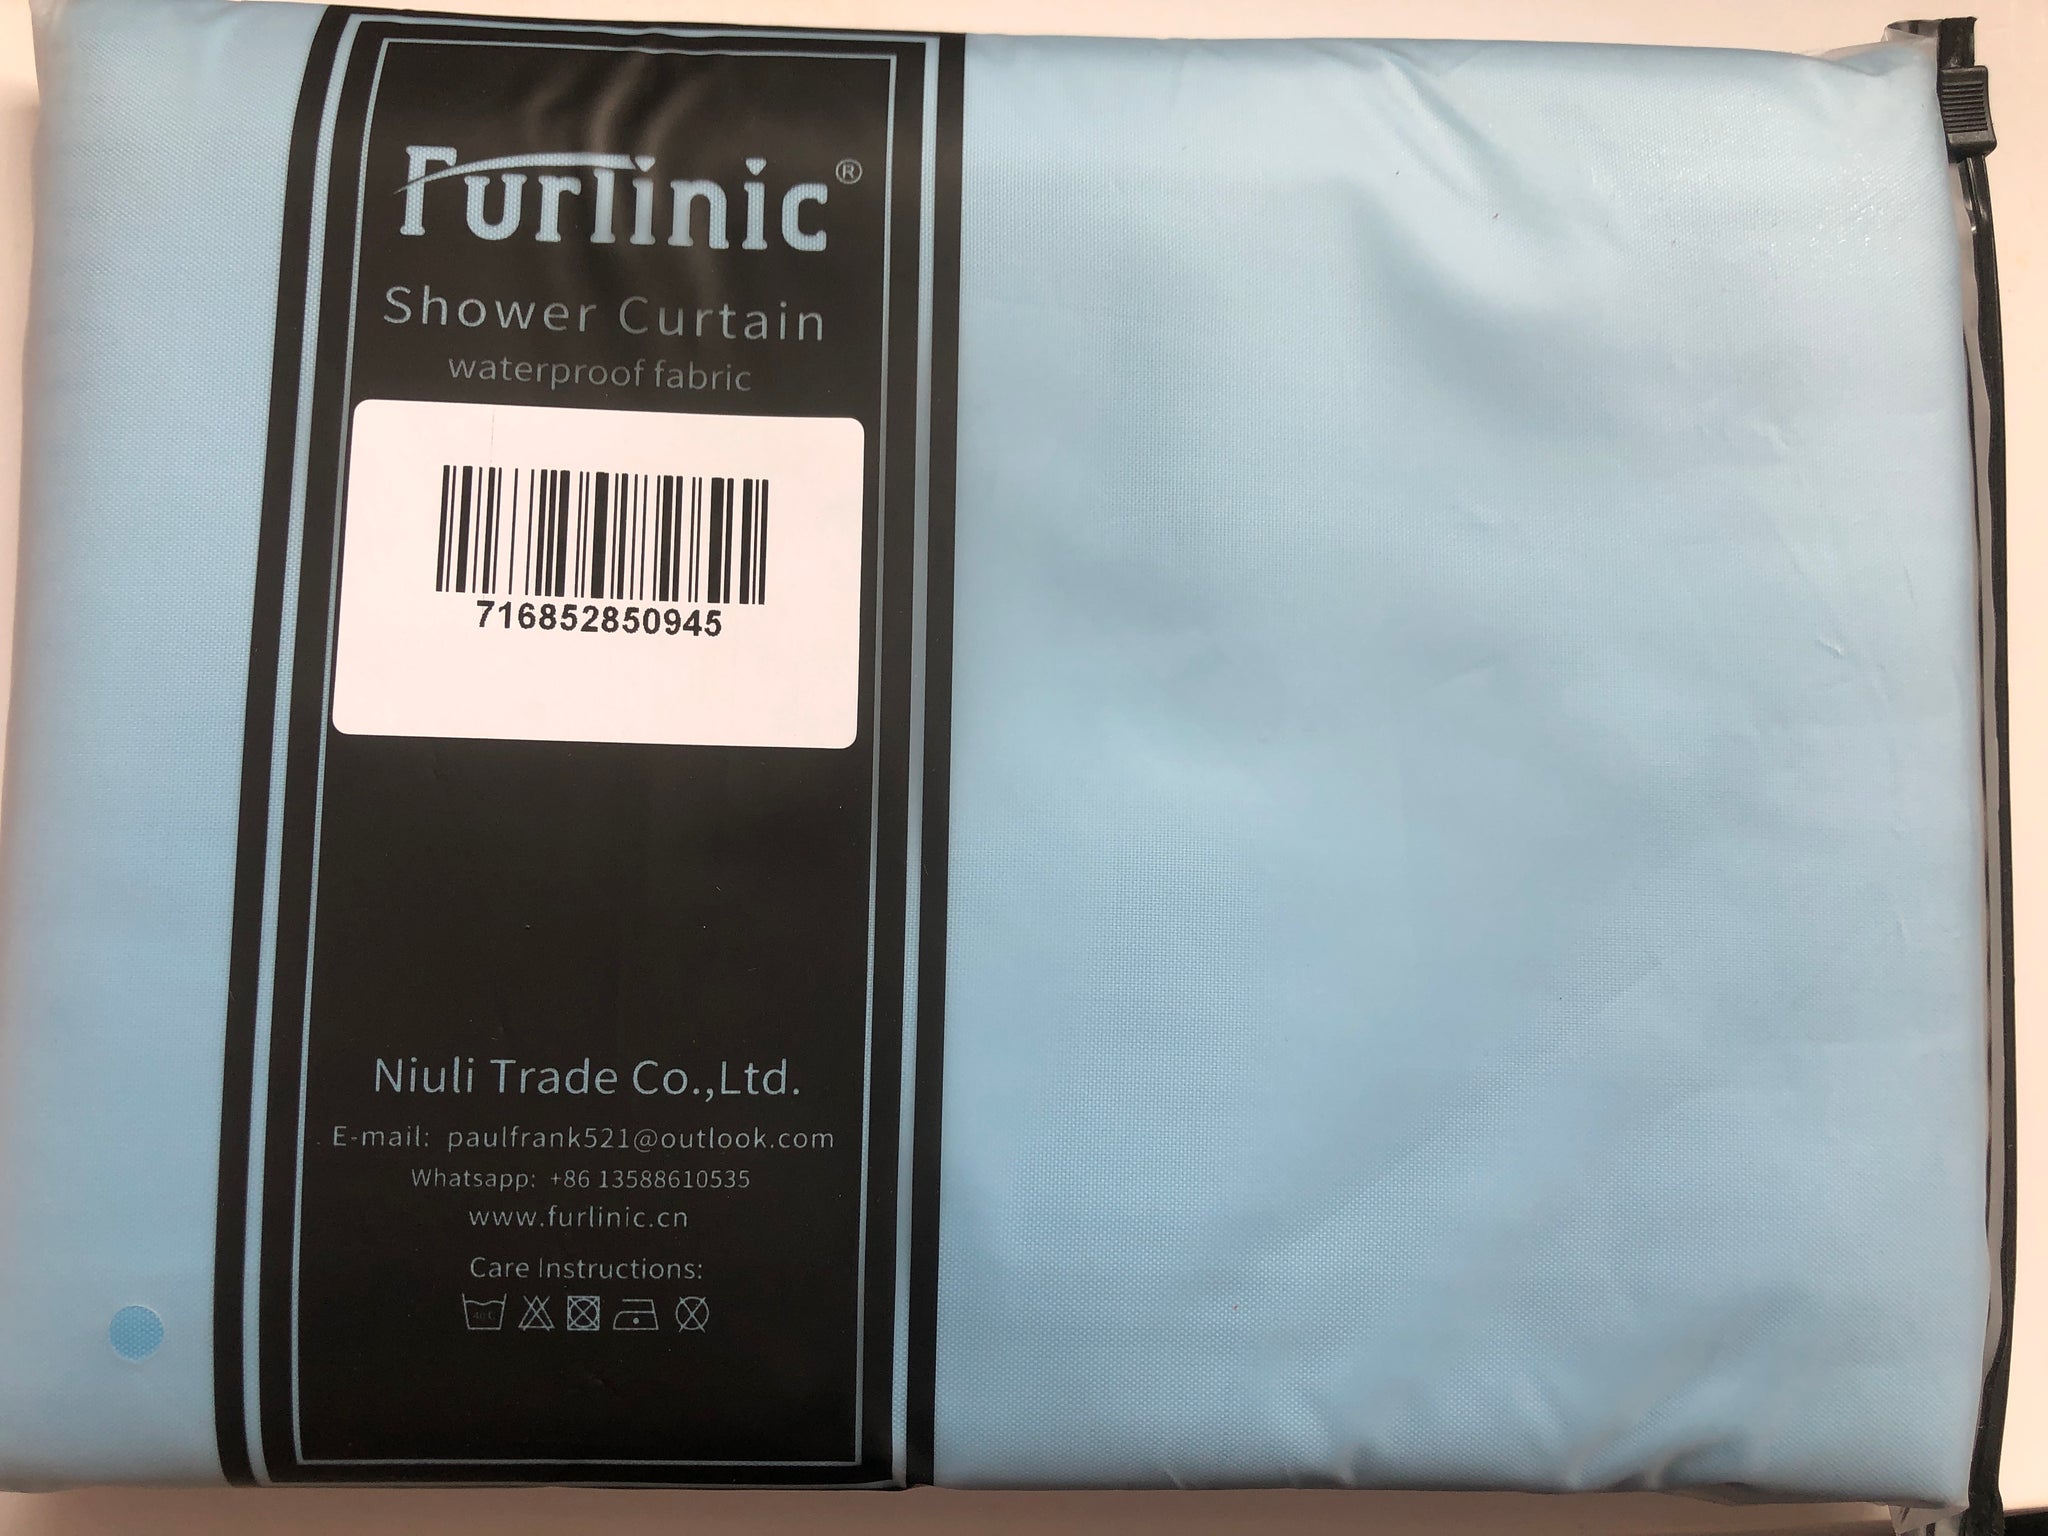 Furlinic®
Shower Curtain
waterproof fabric
716852850945
Niuli Trade Co.,Ltd.
E-mail: paulfrank521@outlook.com
Whatsapp: +86 13588610535
www.furlinic.cn
Care Instructions:
40°C